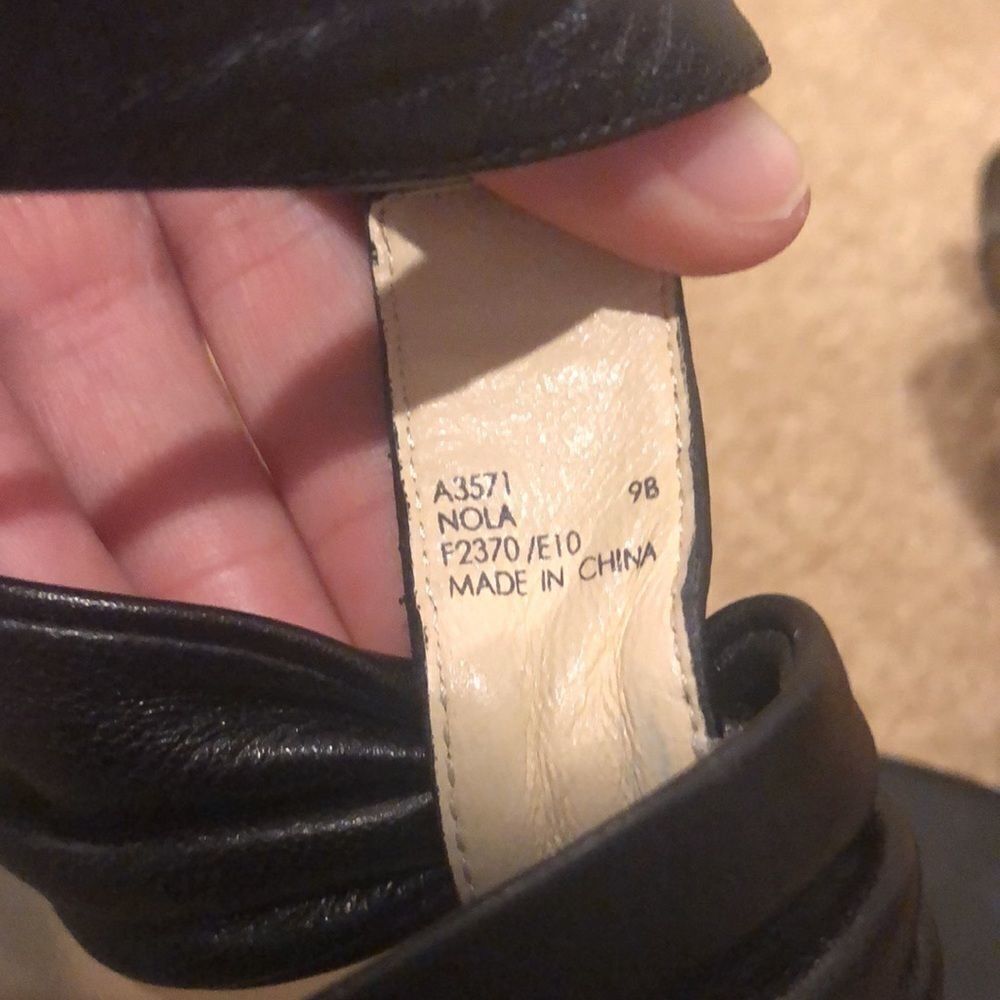 A3571 9B
NOLA
F2370/E10
MADE IN CHINA